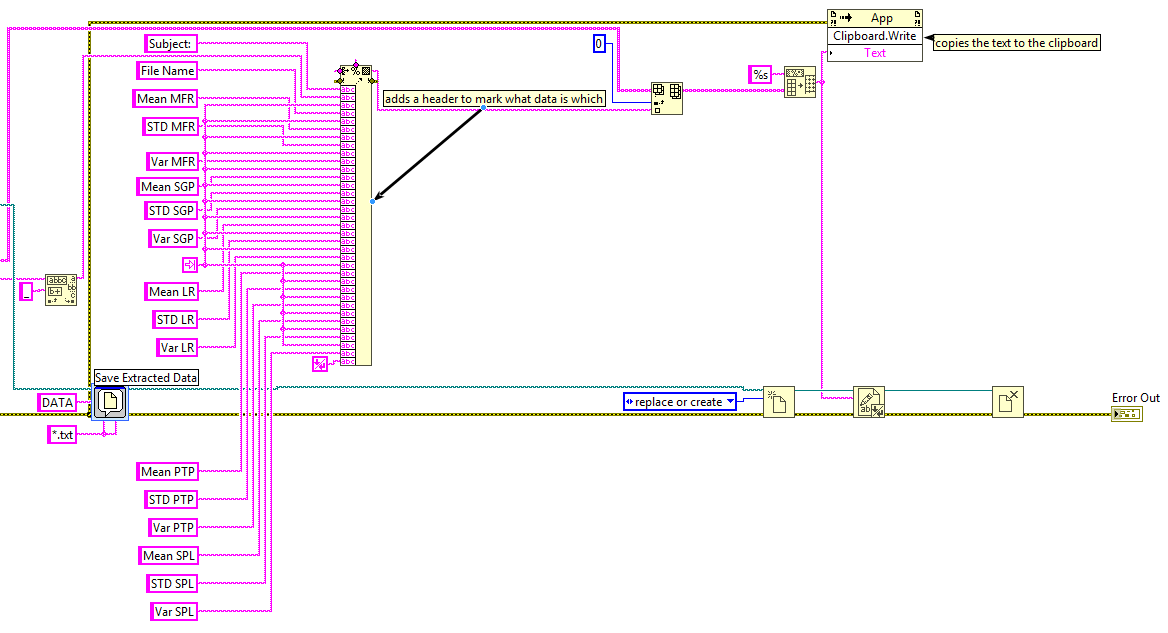 App
Clipboard.Write
Text
copies the text to the clipboard
Subject:
0
File Name
%s
Mean MFR
adds a header to mark what data is which
STD MFR
Var MFR
Mean SGP
STD SGP
Var SGP
_
Mean LR
STD LR
Var LR
Save Extracted Data
DATA
replace or create
Error Out
*.txt
Mean PTP
STD PTP
Var PTP
Mean SPL
STD SPL
Var SPL